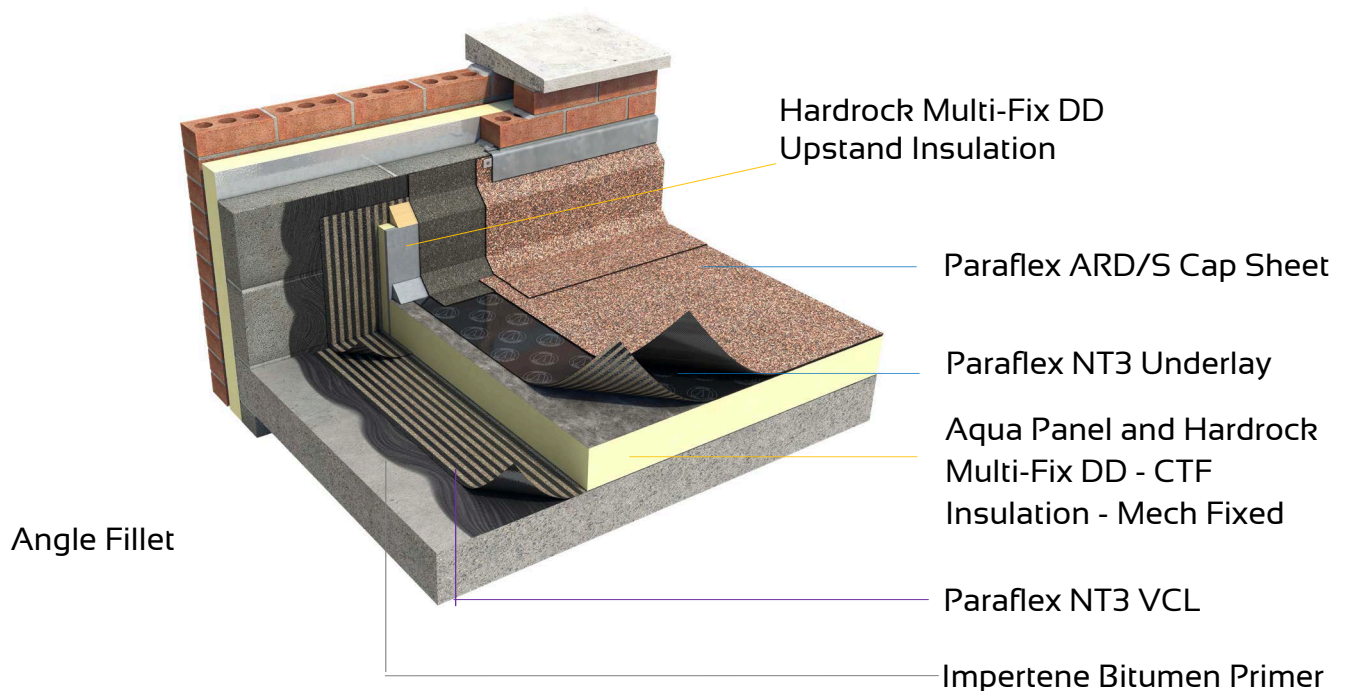 Hardrock Multi-Fix DD
Upstand Insulation
Paraflex ARD/S Cap Sheet
Paraflex NT3 Underlay
Aqua Panel and Hardrock
Multi-Fix DD - CTF
Insulation - Mech Fixed
Angle Fillet
Paraflex NT3 VCL
Impertene Bitumen Primer